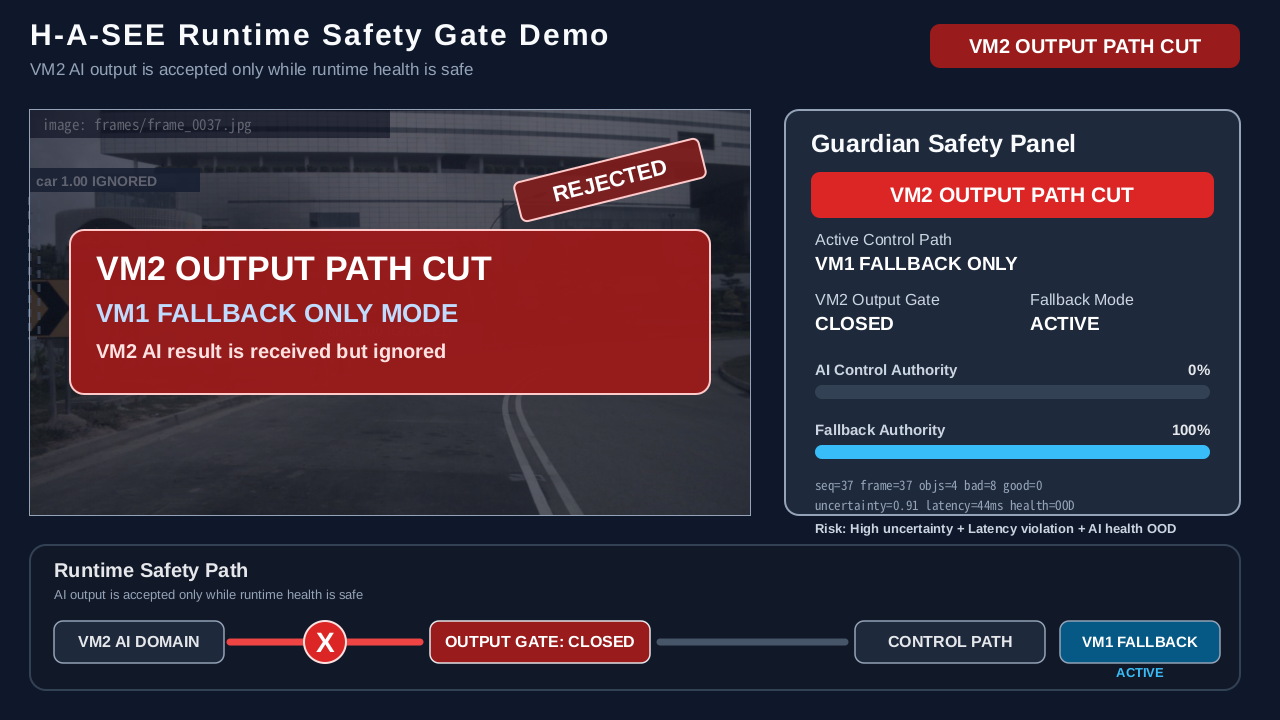 H-A-SEE Runtime Safety Gate Demo
VM2 AI output is accepted only while runtime health is safe
VM2 OUTPUT PATH CUT
image: frames/frame_0037.jpg
car 1.00 IGNORED
REJECTED
VM2 OUTPUT PATH CUT
VM1 FALLBACK ONLY MODE
VM2 AI result is received but ignored
Guardian Safety Panel
VM2 OUTPUT PATH CUT
Active Control Path
VM1 FALLBACK ONLY
VM2 Output Gate
CLOSED
Fallback Mode
ACTIVE
AI Control Authority 0%
Fallback Authority 100%
seq=37 frame=37 objs=4 bad=8 good=0
uncertainty=0.91 latency=44ms health=OOD
Risk: High uncertainty + Latency violation + AI health OOD
Runtime Safety Path
AI output is accepted only while runtime health is safe
VM2 AI DOMAIN
X
OUTPUT GATE: CLOSED
CONTROL PATH
VM1 FALLBACK
ACTIVE